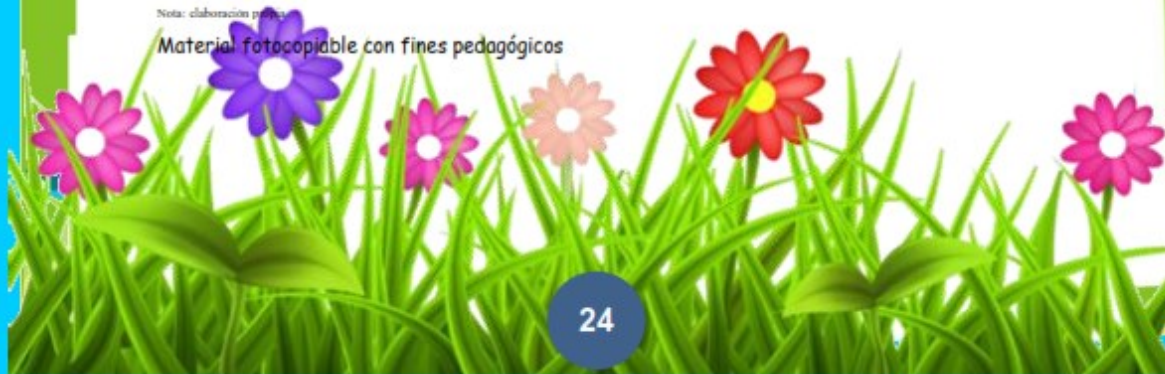 Nota: elaboración propia
Material fotocopiable con fines pedagógicos
24